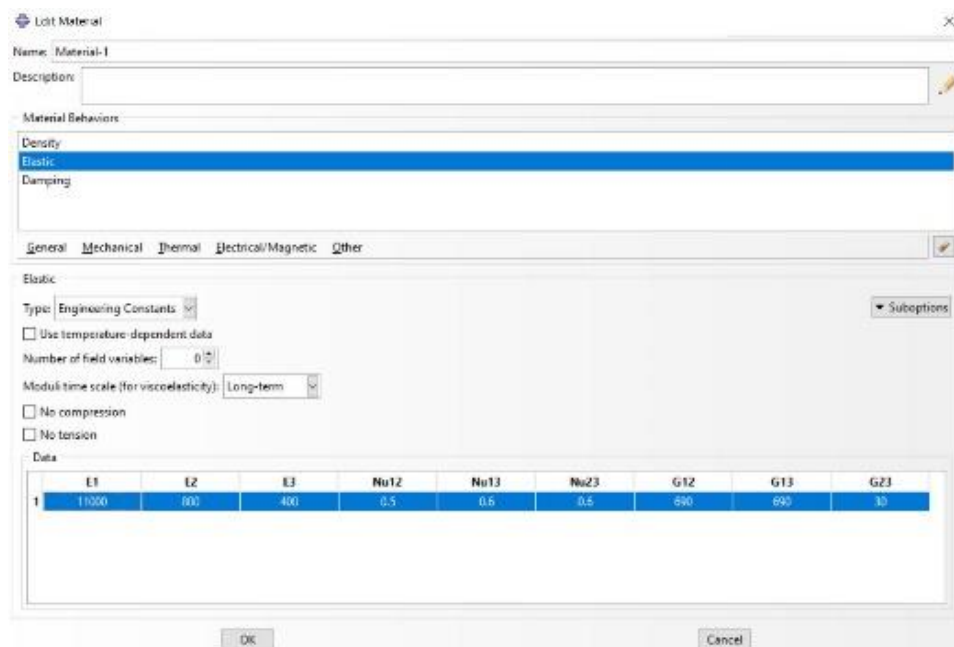 Edit Material
Name: Material-1
Description:
Material Behaviors
Density
Elastic
Damping
General Mechanical Thermal Electrical/Magnetic Other
Elastic
Type: Engineering Constants
Suboptions
Use temperature-dependent data
Number of field variables: 0
Moduli time scale (for viscoelasticity): Long-term
No compression
No tension
Data
E1 E2 E3 Nu12 Nu13 Nu23 G12 G13 G23
1 11000 800 400 0.5 0.6 0.6 690 690 30
OK Cancel